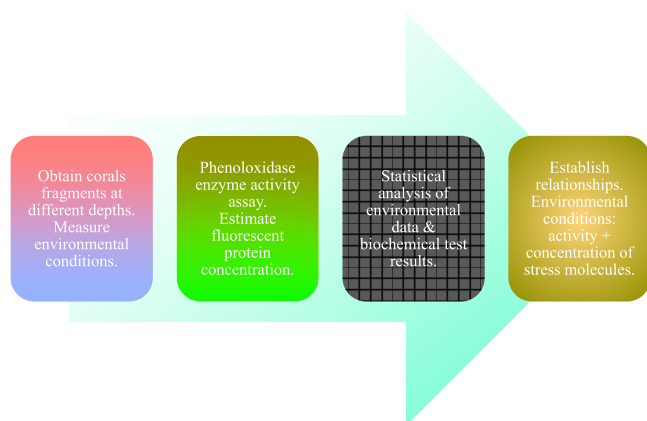 Obtain corals
fragments at
different depths.
Measure
environmental
conditions.
Phenoloxidase
enzyme activity
assay.
Estimate
fluorescent
protein
concentration.
Statistical
analysis of
environmental
data &
biochemical test
results.
Establish
relationships.
Environmental
conditions:
activity +
concentration of
stress molecules.